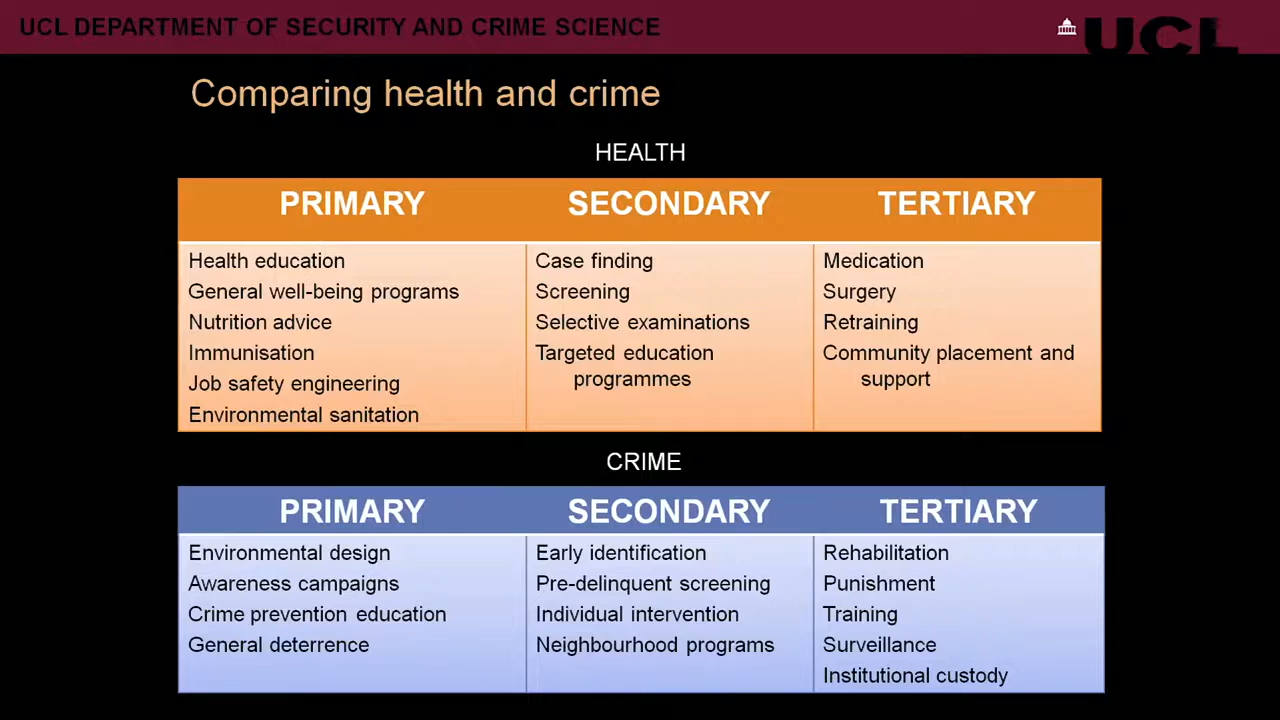 UCL DEPARTMENT OF SECURITY AND CRIME SCIENCE
UCL
Comparing health and crime
HEALTH
PRIMARY SECONDARY TERTIARY
Health education
General well-being programs
Nutrition advice
Immunisation
Job safety engineering
Environmental sanitation
Case finding
Screening
Selective examinations
Targeted education
programmes
Medication
Surgery
Retraining
Community placement and
support
CRIME
PRIMARY SECONDARY TERTIARY
Environmental design
Awareness campaigns
Crime prevention education
General deterrence
Early identification
Pre-delinquent screening
Individual intervention
Neighbourhood programs
Rehabilitation
Punishment
Training
Surveillance
Institutional custody